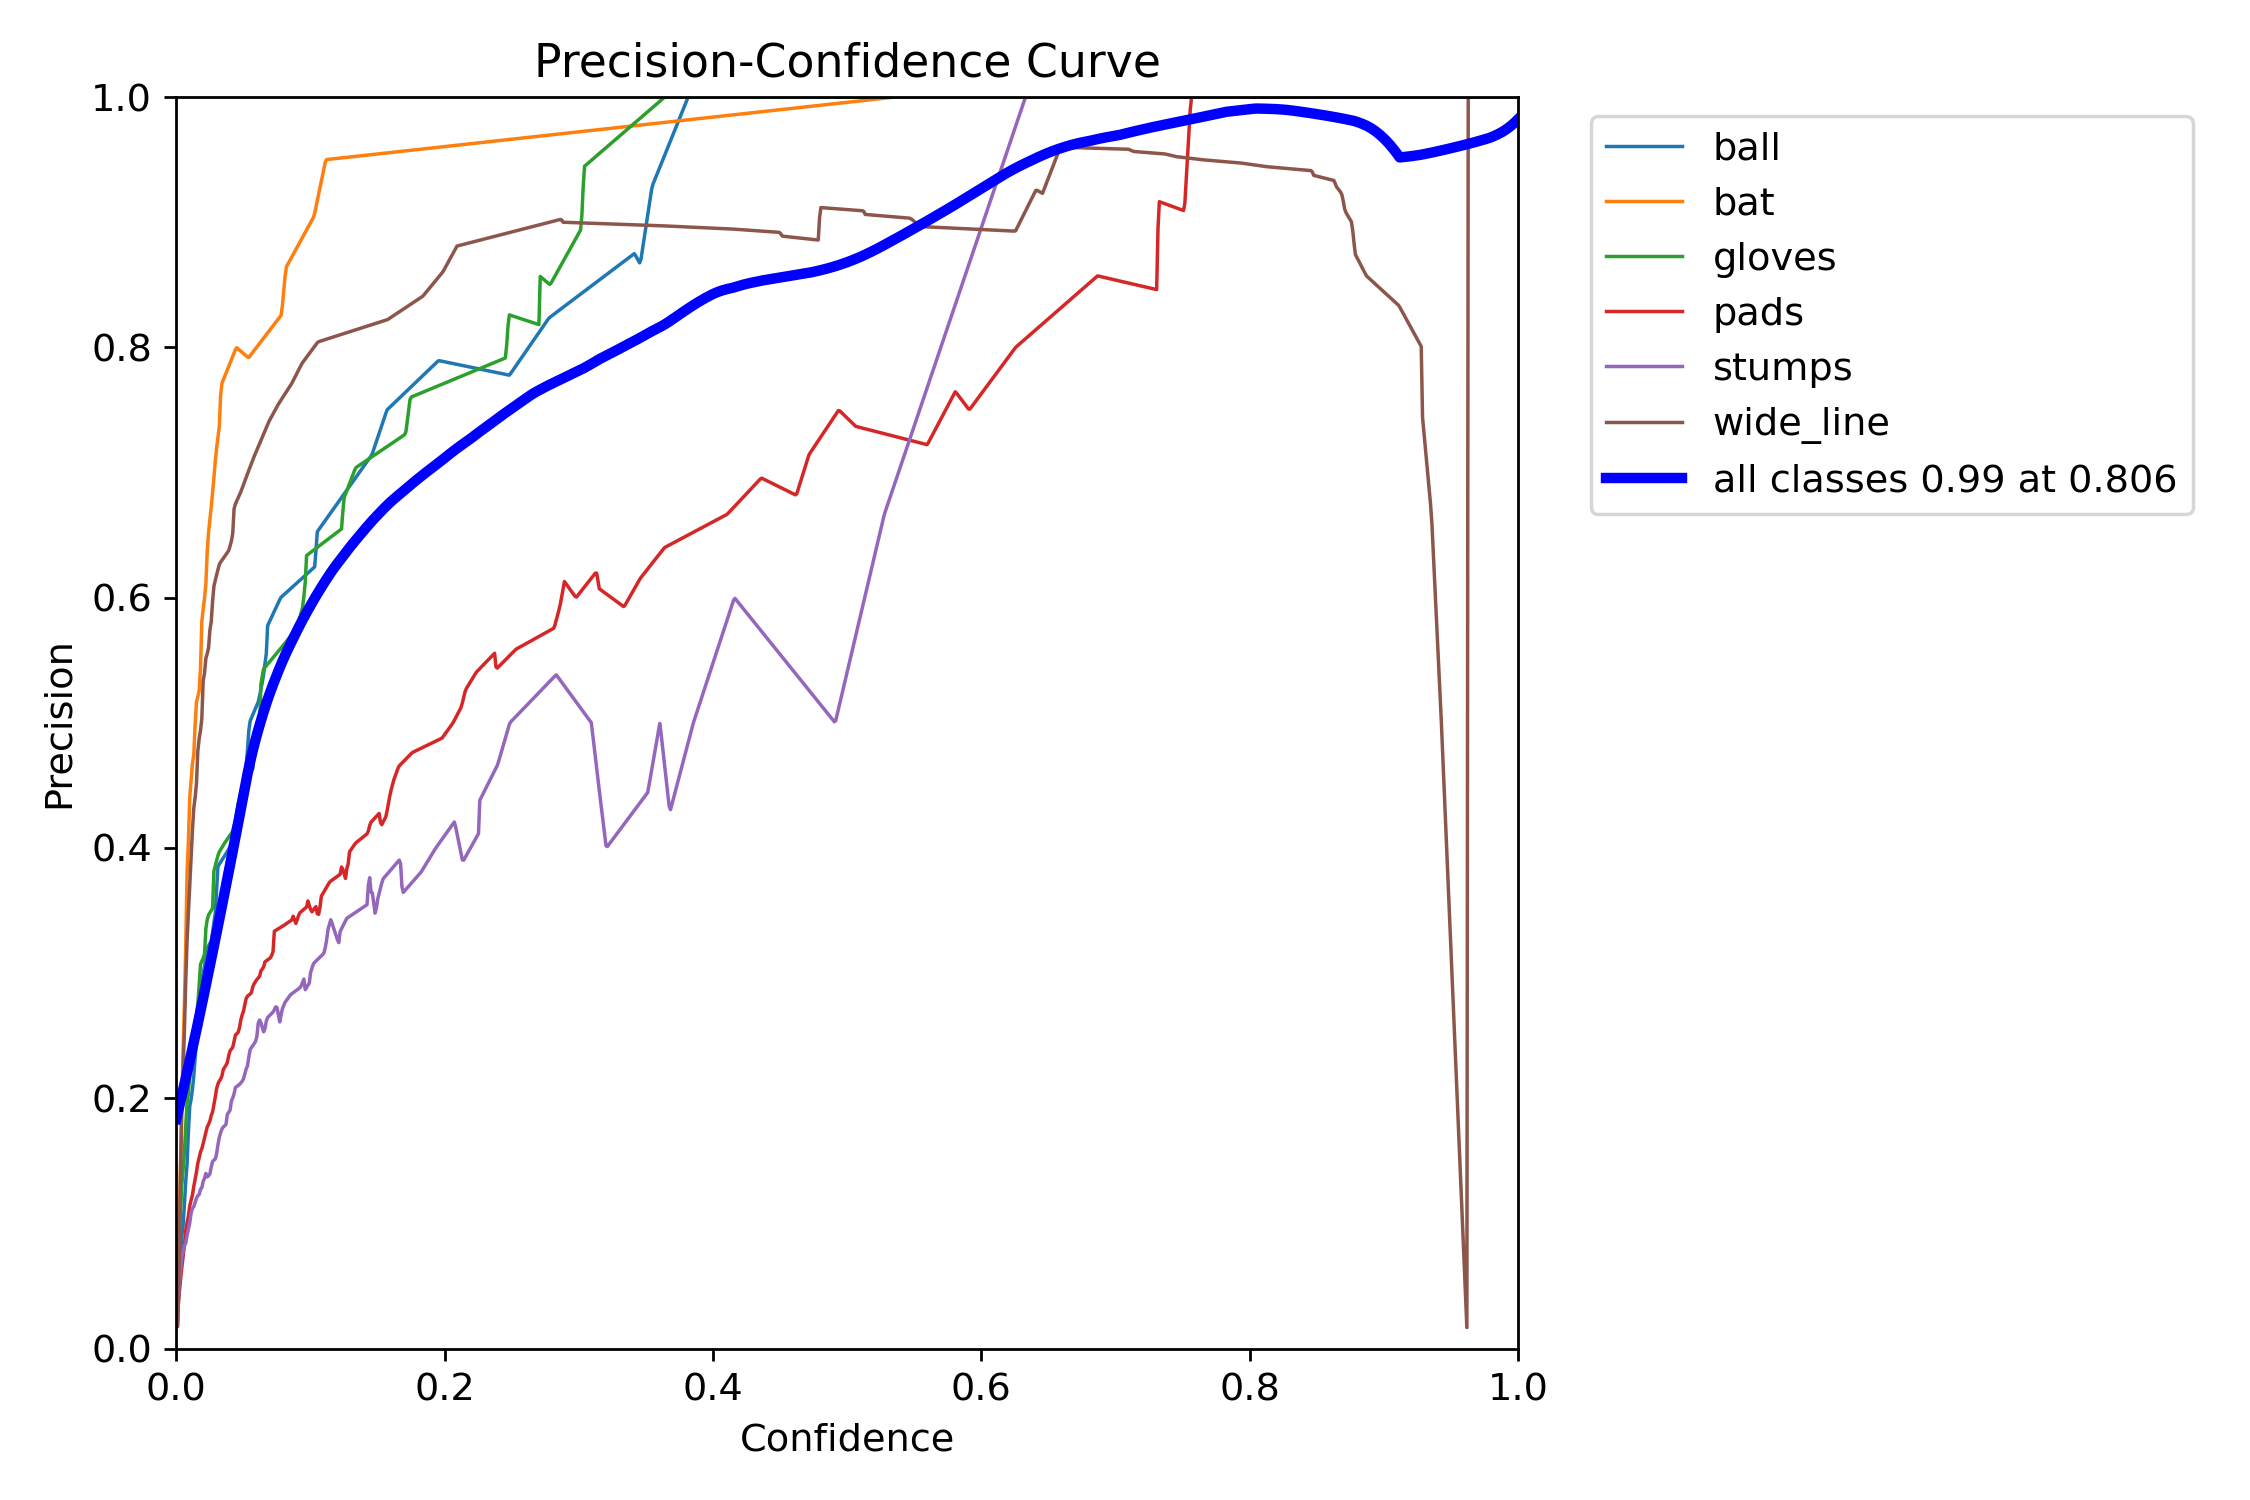 Precision-Confidence Curve
1.0
0.8
0.6
0.4
0.2
0.0
Precision
0.0 0.2 0.4 0.6 0.8 1.0
Confidence
ball
bat
gloves
pads
stumps
wide_line
all classes 0.99 at 0.806